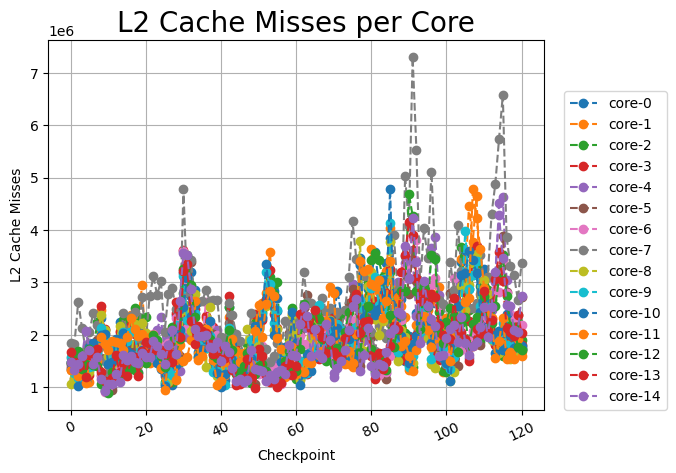 L2 Cache Misses per Core
1e6
7
6
5
4
3
2
1
L2 Cache Misses
0
20
40
60
80
100
120
Checkpoint
core-0
core-1
core-2
core-3
core-4
core-5
core-6
core-7
core-8
core-9
core-10
core-11
core-12
core-13
core-14